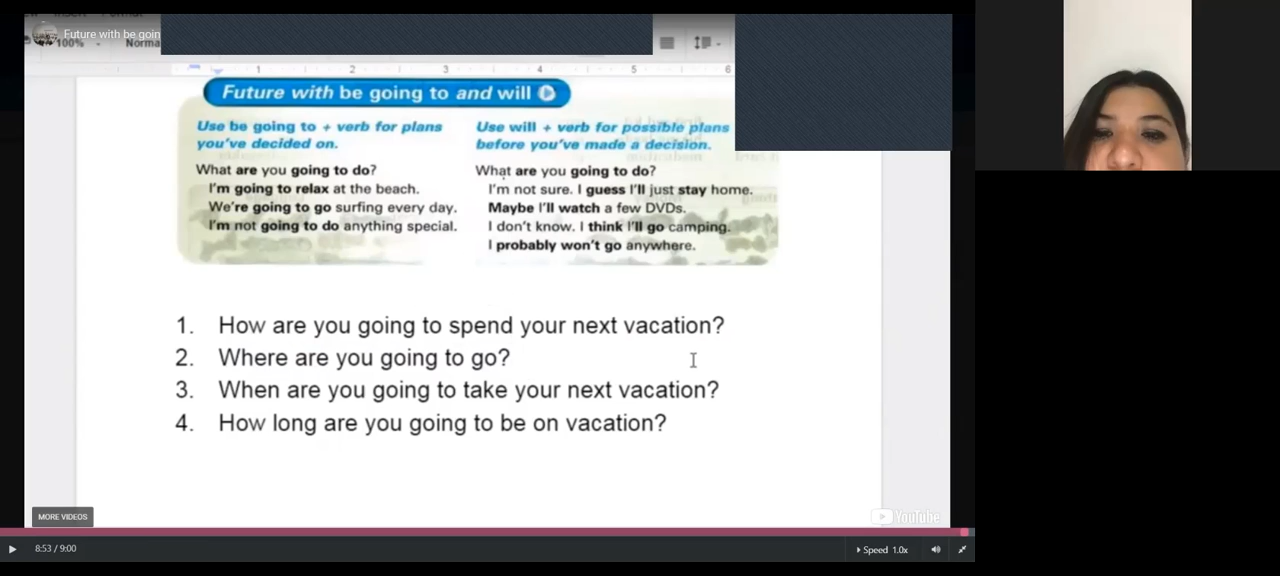 Future with be goin
100%
Norma
1 2 3 4 5 6
Future with be going to and will
Use be going to + verb for plans
you've decided on.
What are you going to do?
I'm going to relax at the beach.
We're going to go surfing every day.
I'm not going to do anything special.
Use will + verb for possible plans
before you've made a decision.
What are you going to do?
I'm not sure. I guess I'll just stay home.
Maybe I'll watch a few DVDs.
I don't know. I think I'll go camping.
I probably won't go anywhere.
1. How are you going to spend your next vacation?
2. Where are you going to go?
3. When are you going to take your next vacation?
4. How long are you going to be on vacation?
MORE VIDEOS
YouTube
8:53 / 9:00
Speed 1.0x